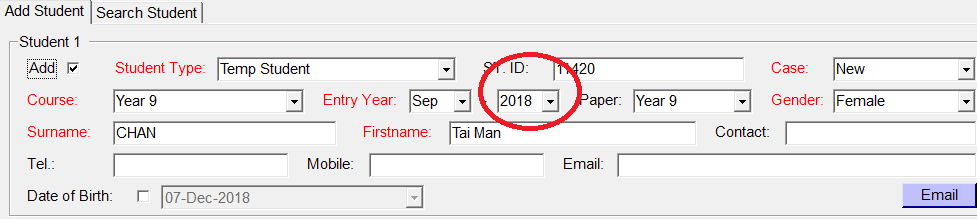 Add Student Search Student
Student 1
Add Student Type: Temp Student ST. ID: 11420 Case: New
Course: Year 9 Entry Year: Sep 2018 Paper: Year 9 Gender: Female
Surname: CHAN Firstname: Tai Man Contact:
Tel.: Mobile: Email:
Date of Birth: 07-Dec-2018 Email